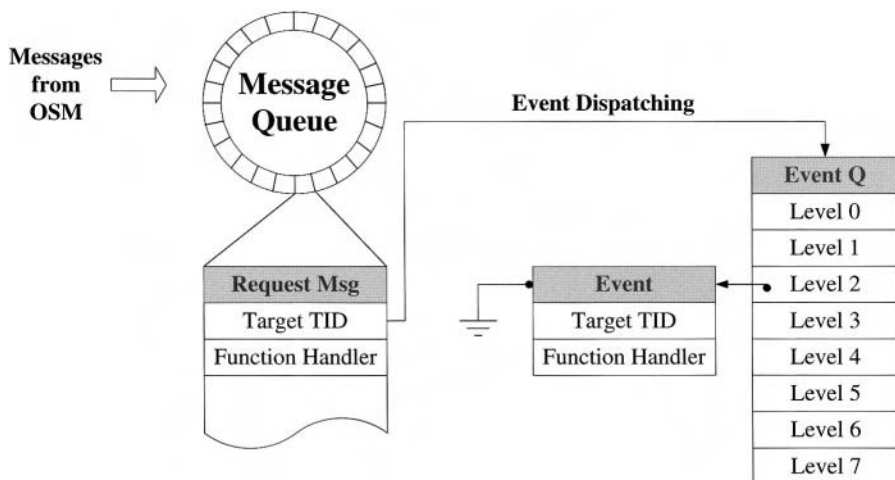 Messages
from
OSM
Message
Queue
Event Dispatching
Event Q
Level 0
Level 1
Level 2
Level 3
Level 4
Level 5
Level 6
Level 7
Request Msg
Target TID
Function Handler
Event
Target TID
Function Handler